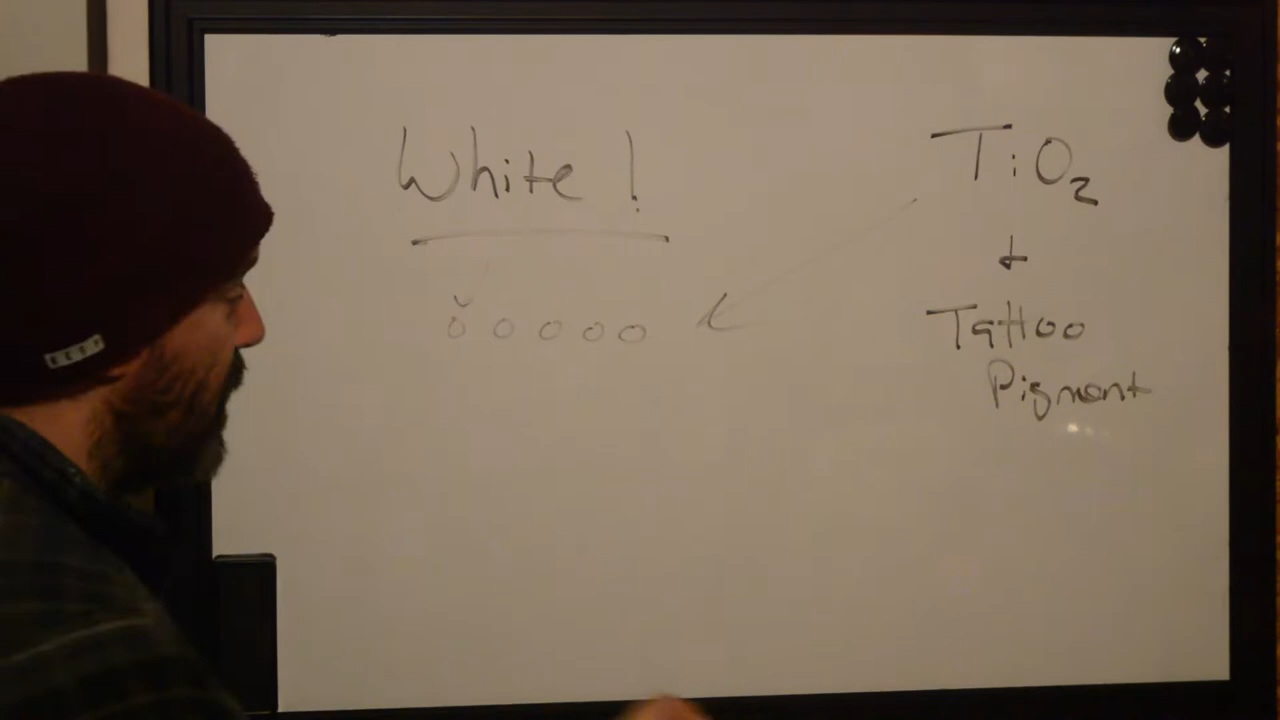 White!
TiO₂
+
Tattoo
Pigment